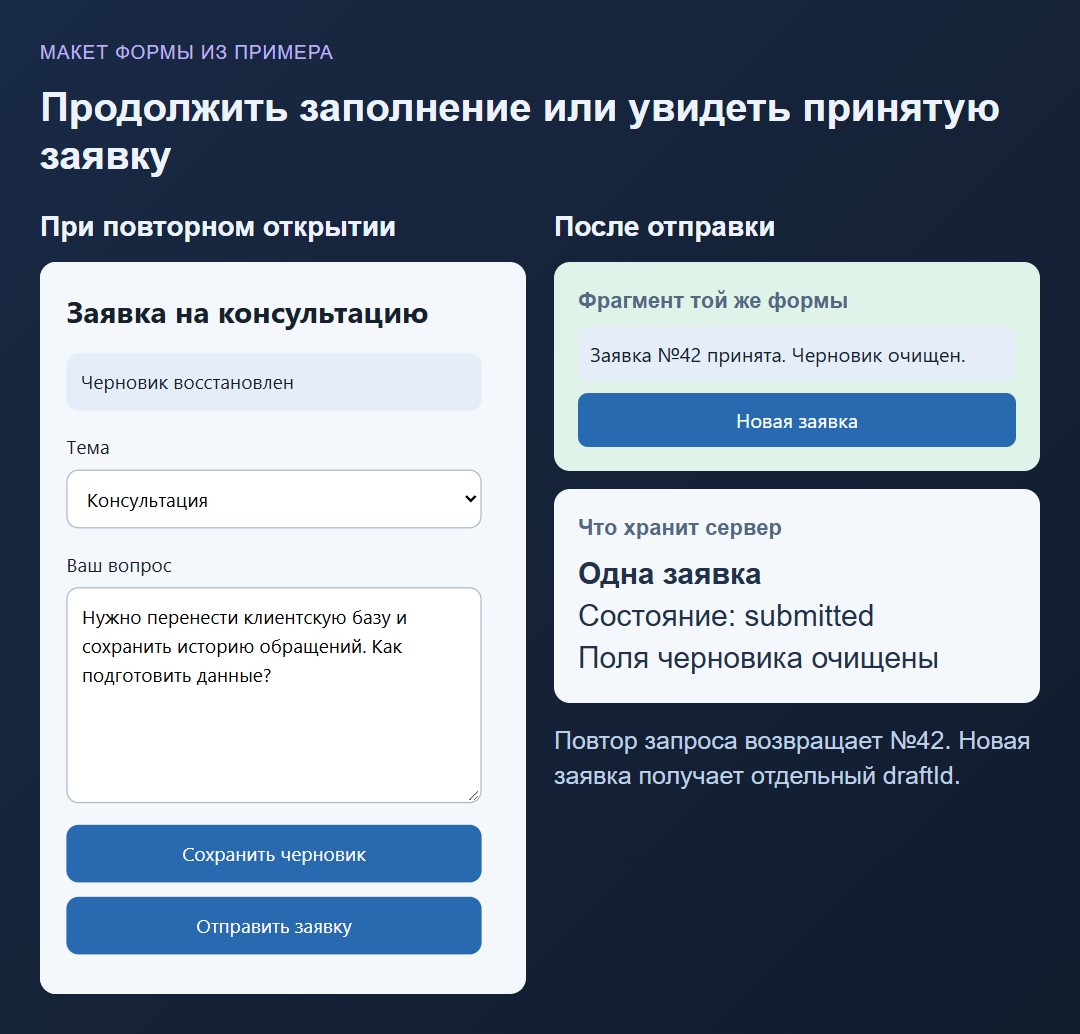 МАКЕТ ФОРМЫ ИЗ ПРИМЕРА
Продолжить заполнение или увидеть принятую
заявку
При повторном открытии
Заявка на консультацию
Черновик восстановлен
Тема
Консультация
Ваш вопрос
Нужно перенести клиентскую базу и
сохранить историю обращений. Как
подготовить данные?
Сохранить черновик
Отправить заявку
После отправки
Фрагмент той же формы
Заявка №42 принята. Черновик очищен.
Новая заявка
Что хранит сервер
Одна заявка
Состояние: submitted
Поля черновика очищены
Повтор запроса возвращает №42. Новая
заявка получает отдельный draftId.